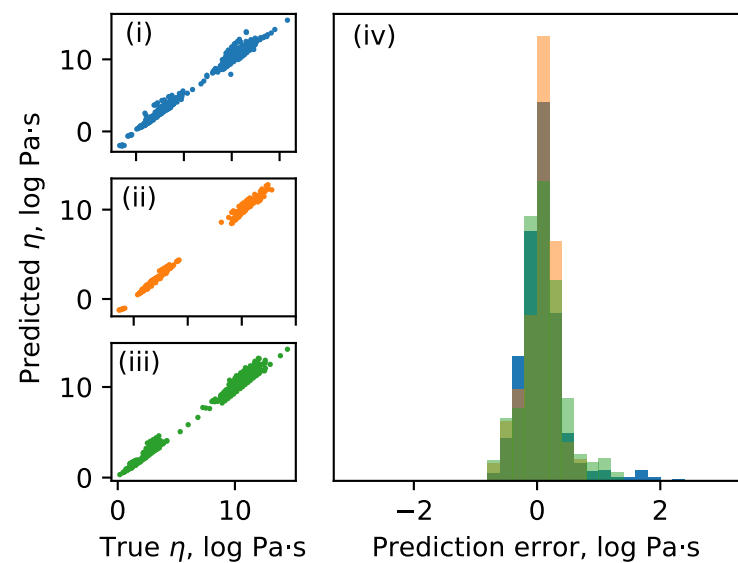 (i)
10
0
(ii)
10
0
(iii)
10
0
0
10
Predicted η, log Pa·s
True η, log Pa·s
(iv)
−2
0
2
Prediction error, log Pa·s